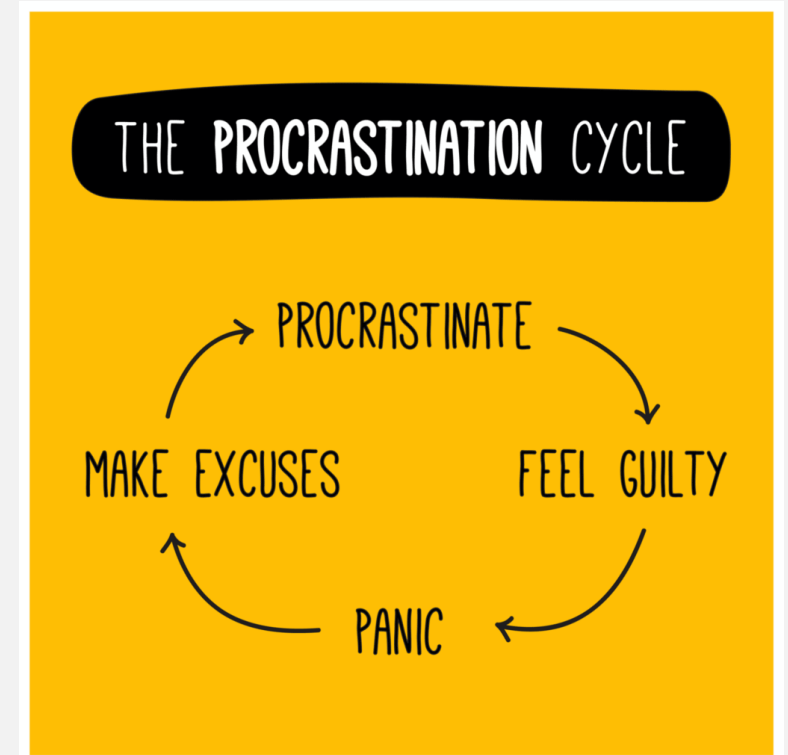 THE PROCRASTINATION CYCLE
PROCRASTINATE
FEEL GUILTY
PANIC
MAKE EXCUSES